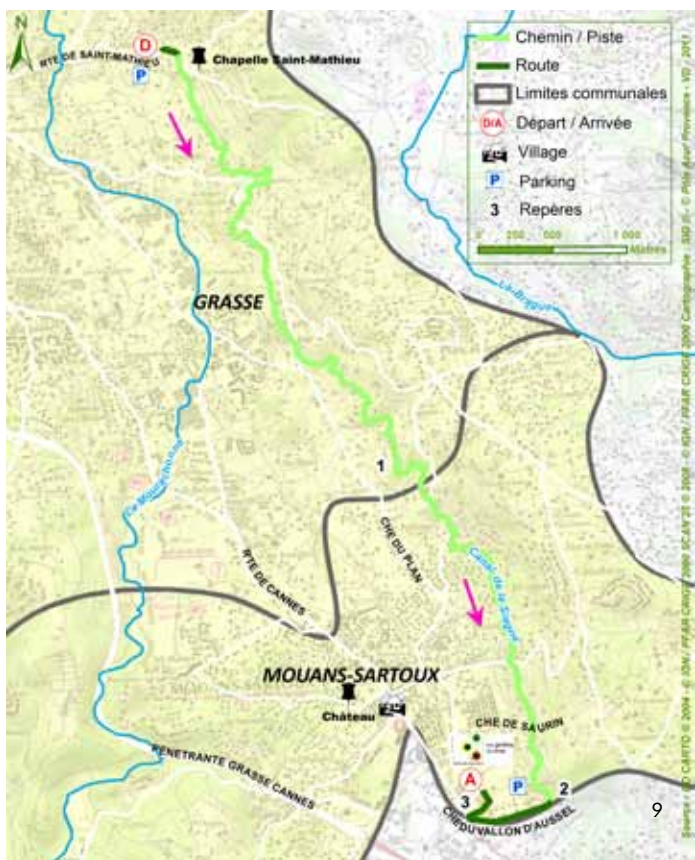 N
D
P
RTE DE SAINT-MATHIEU
Chapelle Saint-Mathieu
Chemin / Piste
Route
Limites communales
D/A Départ / Arrivée
Village
P Parking
3 Repères
0 250 500 1 000
Mètres
La Brague
GRASSE
Le Mourachonne
1
CHE DU PLAN
RTE DE CANNES
Canal de la Siagne
MOUANS-SARTOUX
Château
CHE DE SAURIN
PENETRANTE GRASSE CANNES
A
P
2
3
CHE DU VALLON D'AUSSEL
9